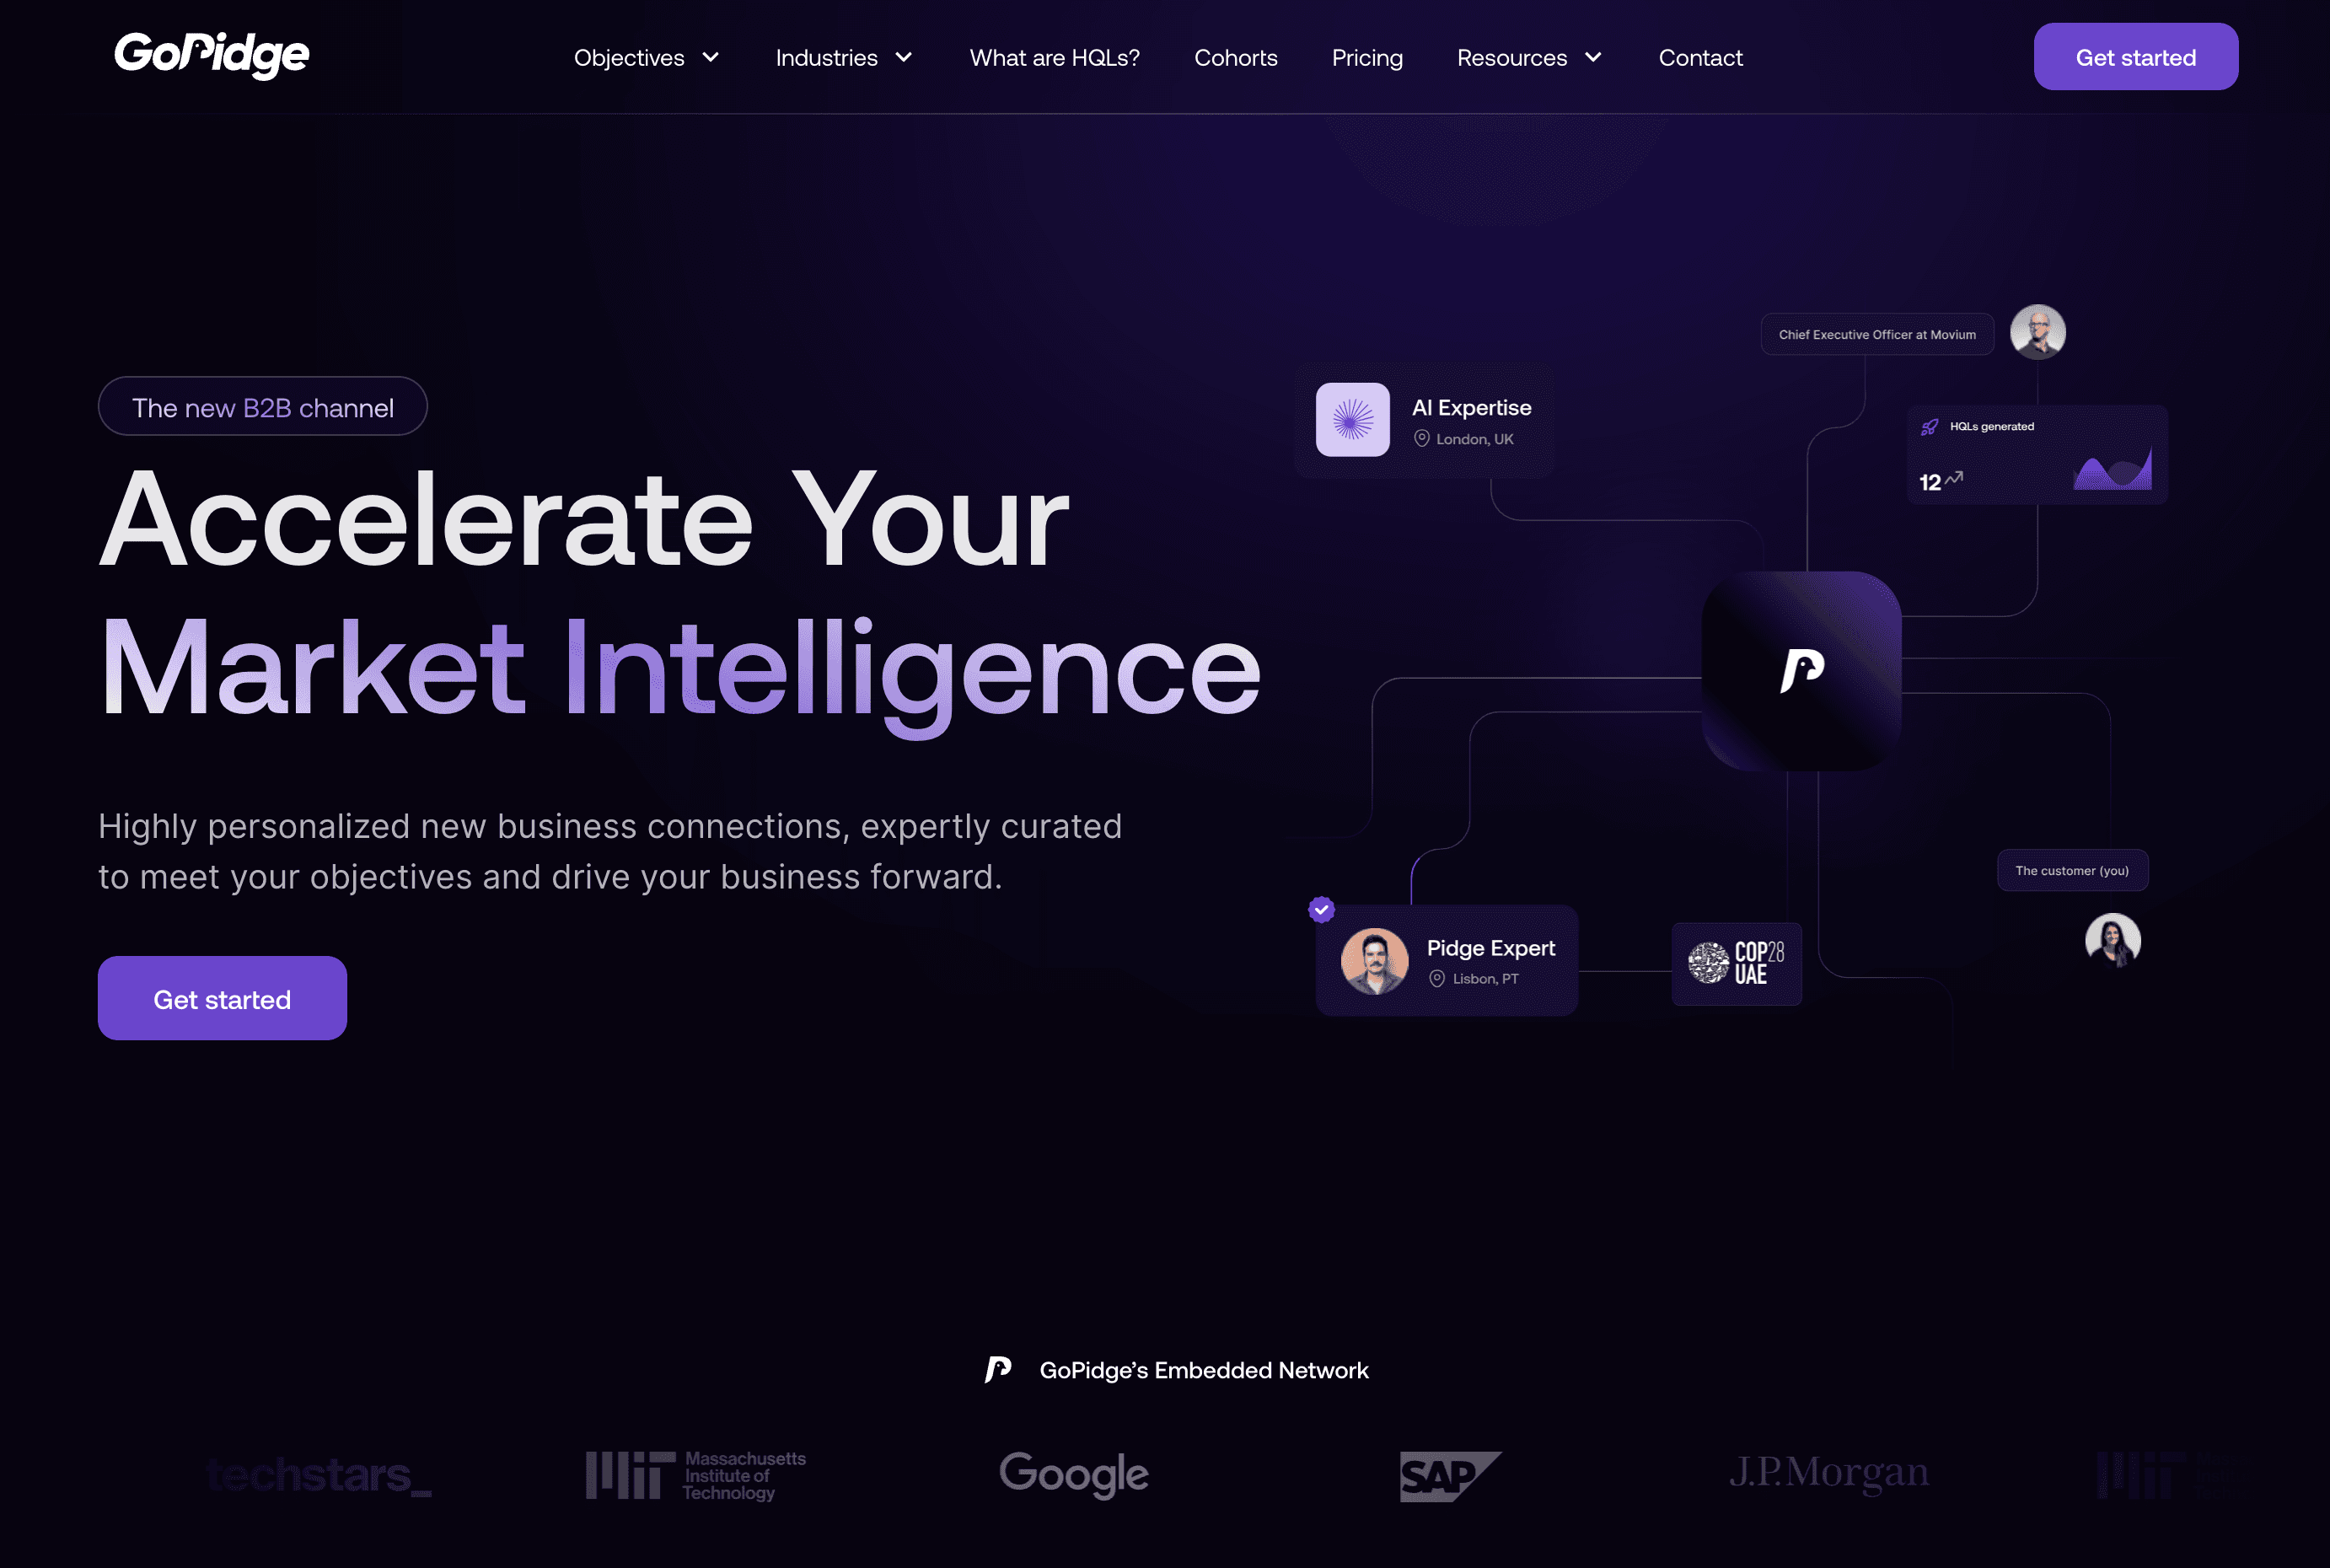 GoPidge
Objectives
Industries
What are HQLs?
Cohorts
Pricing
Resources
Contact
Get started
The new B2B channel
Accelerate Your
Market Intelligence
Highly personalized new business connections, expertly curated
to meet your objectives and drive your business forward.
Get started
Chief Executive Officer at Movium
AI Expertise
London, UK
HQLs generated
12
The customer (you)
Pidge Expert
Lisbon, PT
COP28
UAE
GoPidge’s Embedded Network
techstars_
Massachusetts
Institute of
Technology
Google
SAP
J.P.Morgan